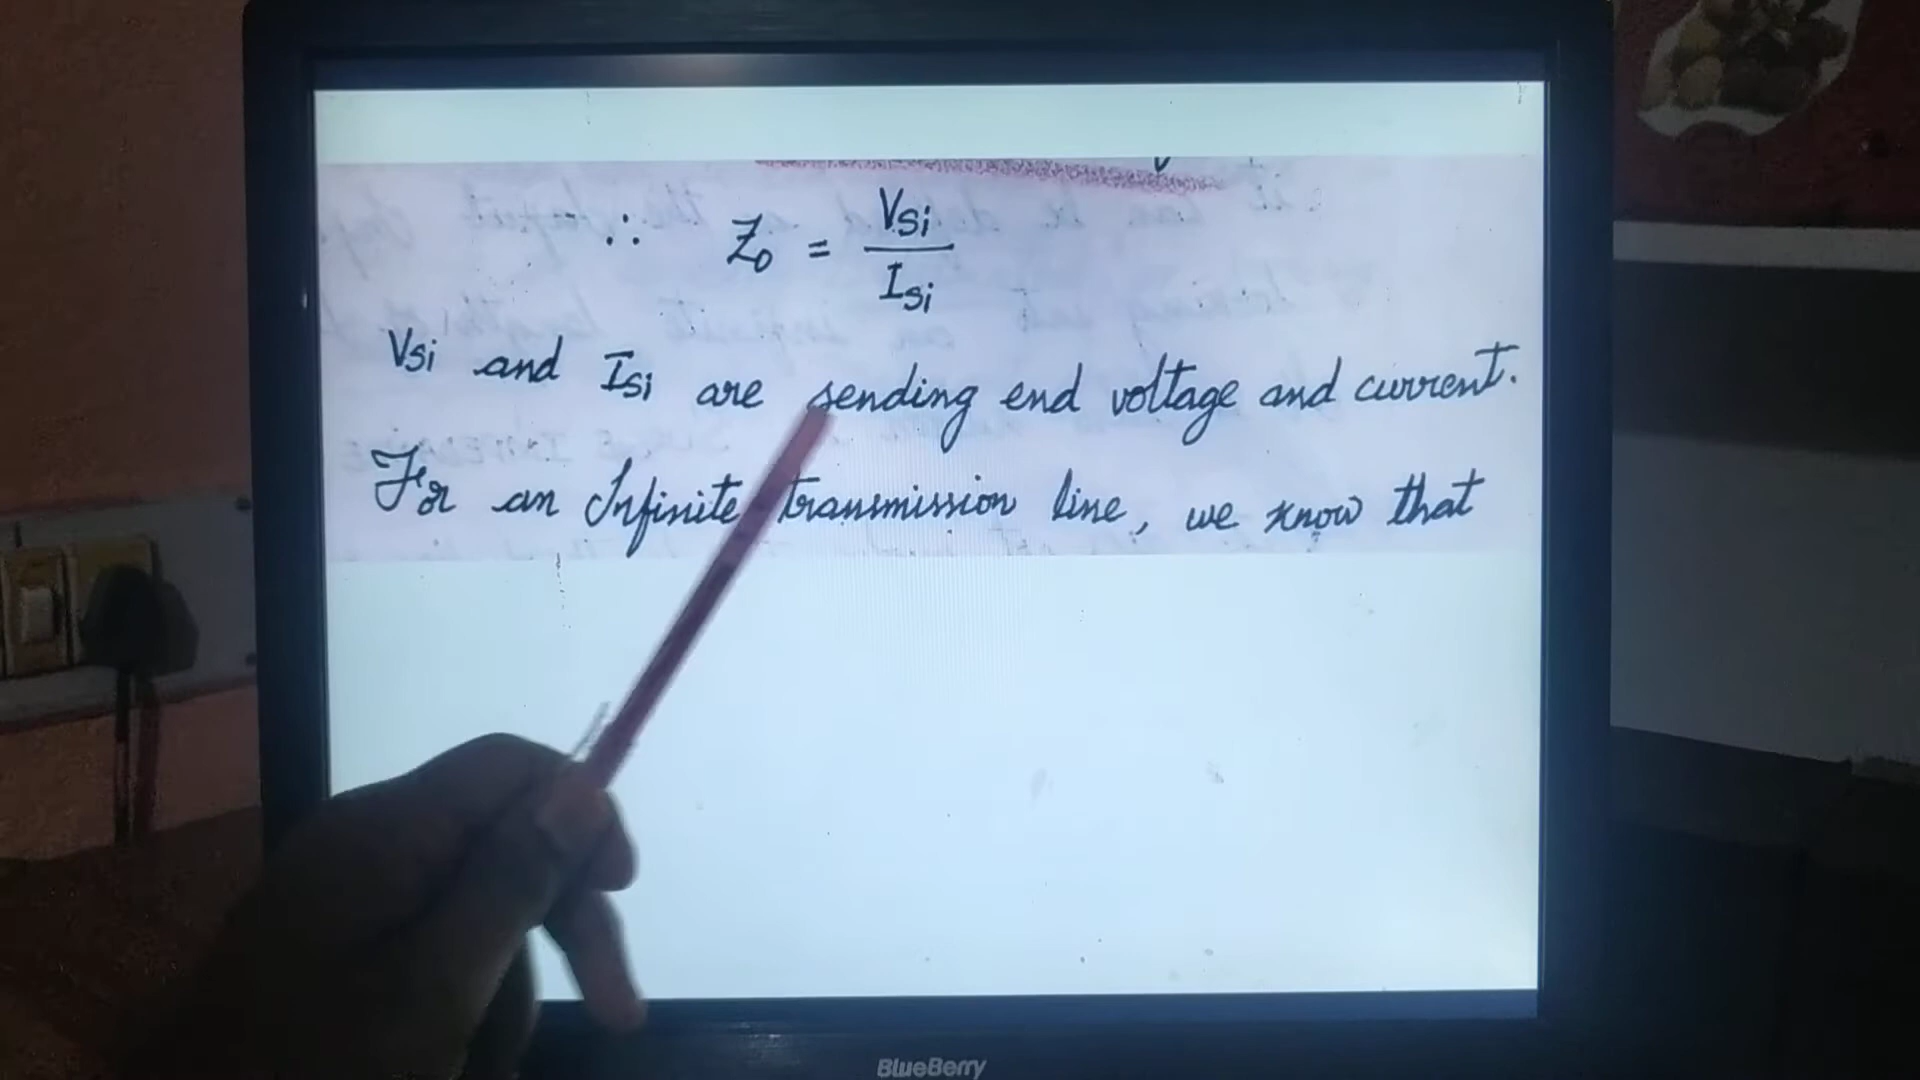 ∴ Z₀ = Vsi / Isi
Vsi and Isi are sending end voltage and current.
For an Infinite transmission line, we know that
BlueBerry